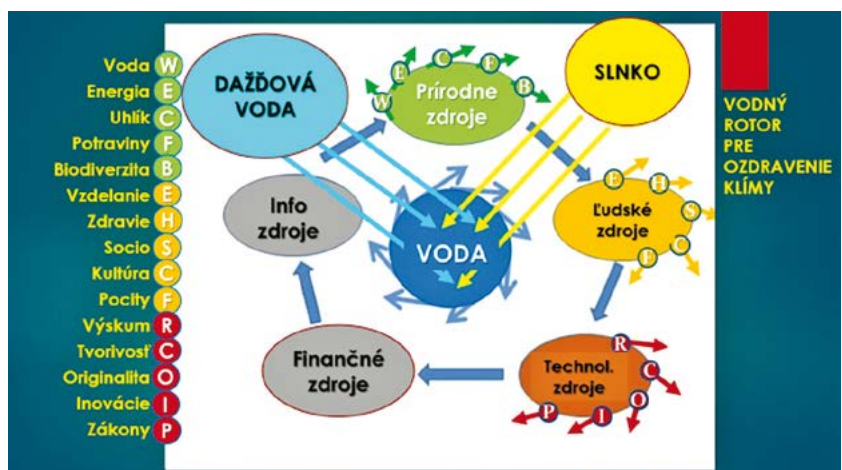 Voda W
Energia E
Uhlík C
Potraviny F
Biodiverzita B
Vzdelanie E
Zdravie H
Socio S
Kultúra C
Pocity F
Výskum R
Tvorivosť C
Originalita O
Inovácie I
Zákony P
DAŽĎOVÁ
VODA
W E C F B
Prírodne
zdroje
SLNKO
VODNÝ
ROTOR
PRE
OZDRAVENIE
KLÍMY
Info
zdroje
VODA
E H S C F
Ľudské
zdroje
Finančné
zdroje
R C O I P
Technol.
zdroje